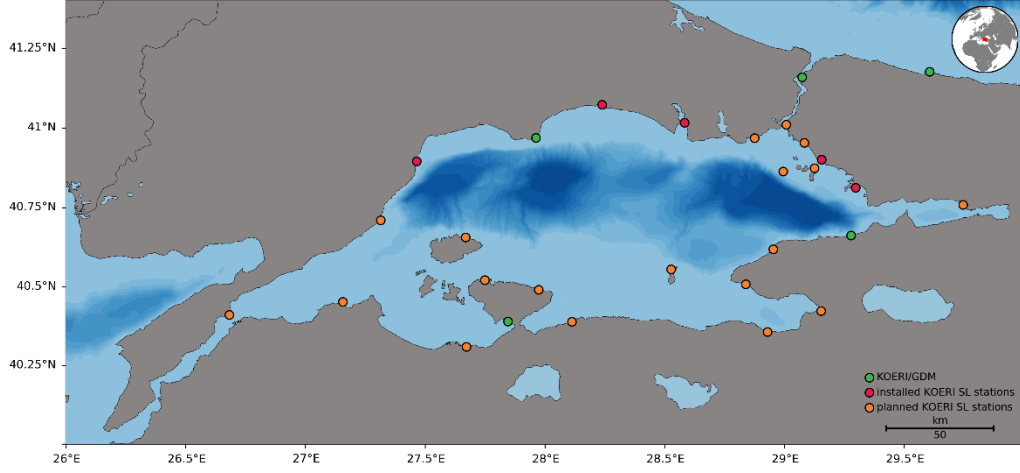 41.25°N
41°N
40.75°N
40.5°N
40.25°N
KOERI/GDM
installed KOERI SL stations
planned KOERI SL stations
km
50
26°E
26.5°E
27°E
27.5°E
28°E
28.5°E
29°E
29.5°E